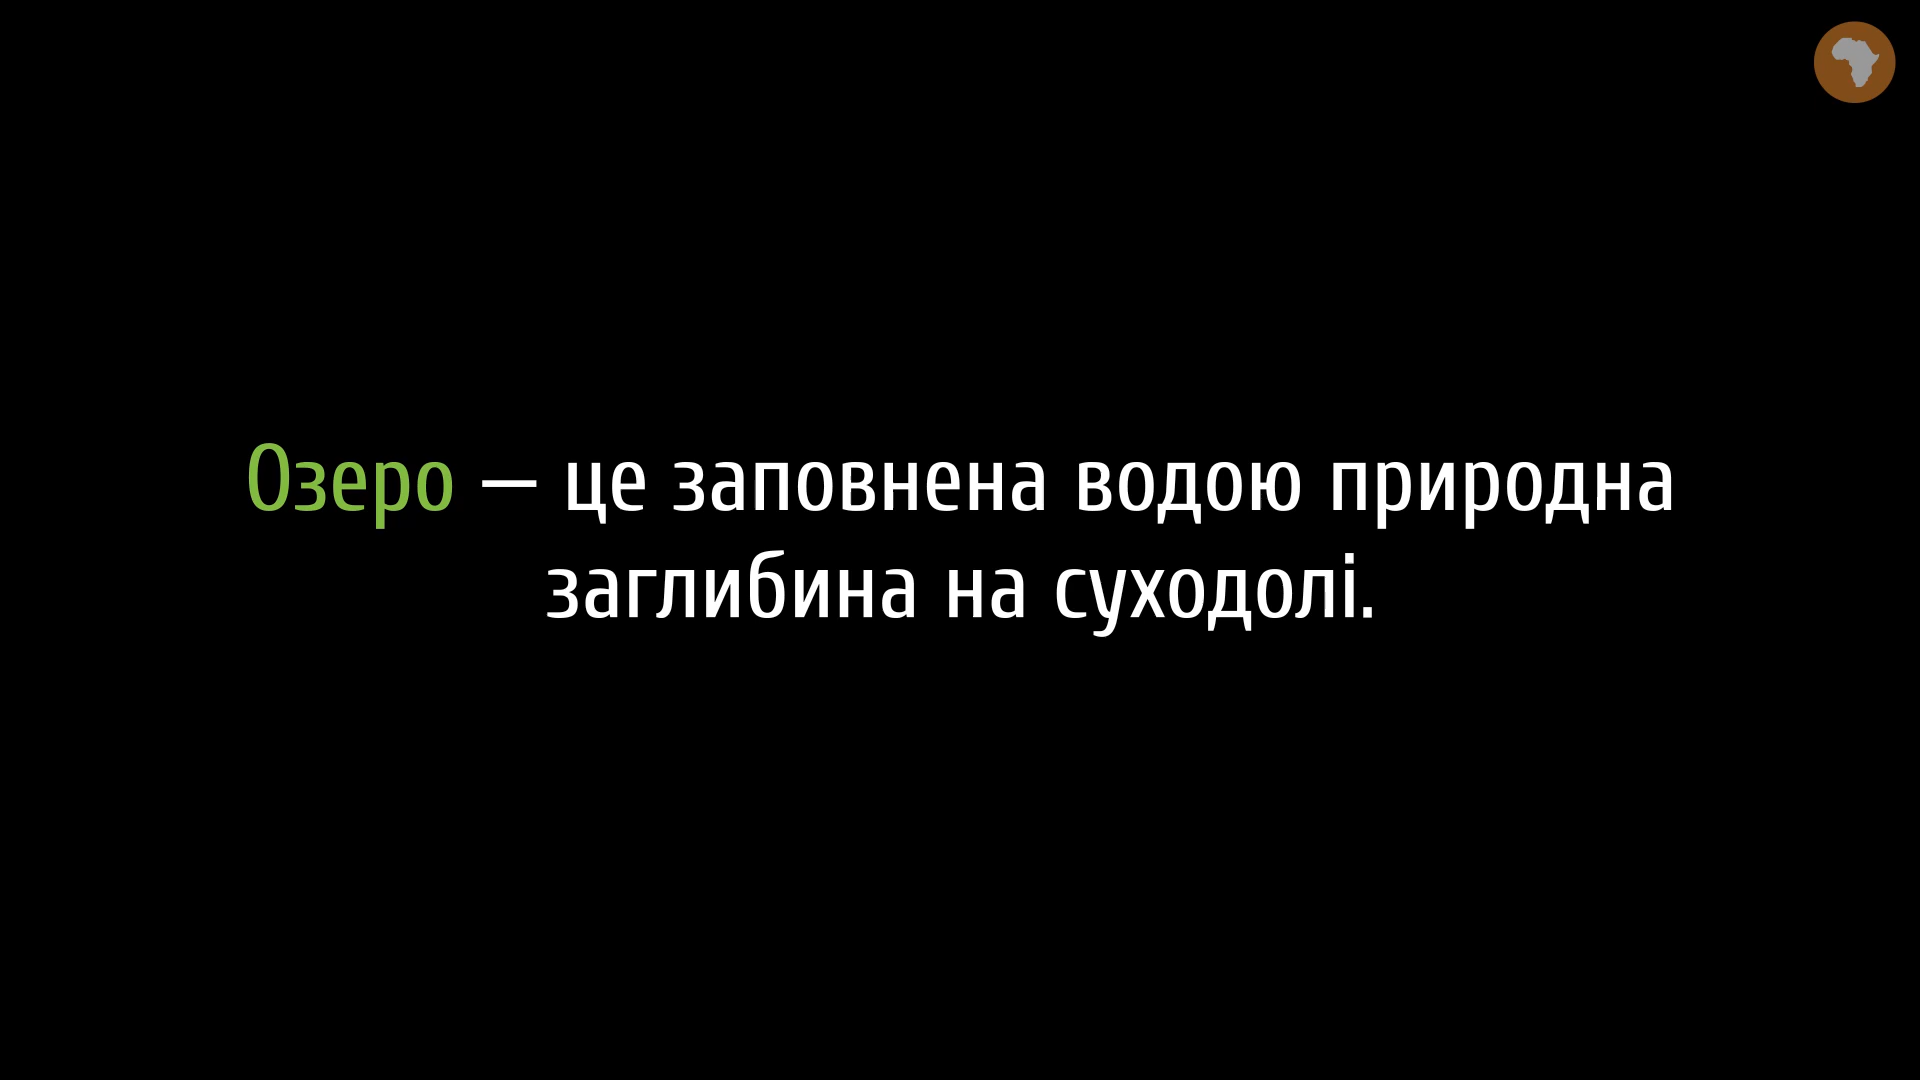 Озеро – це заповнена водою природна
заглибина на суходолі.